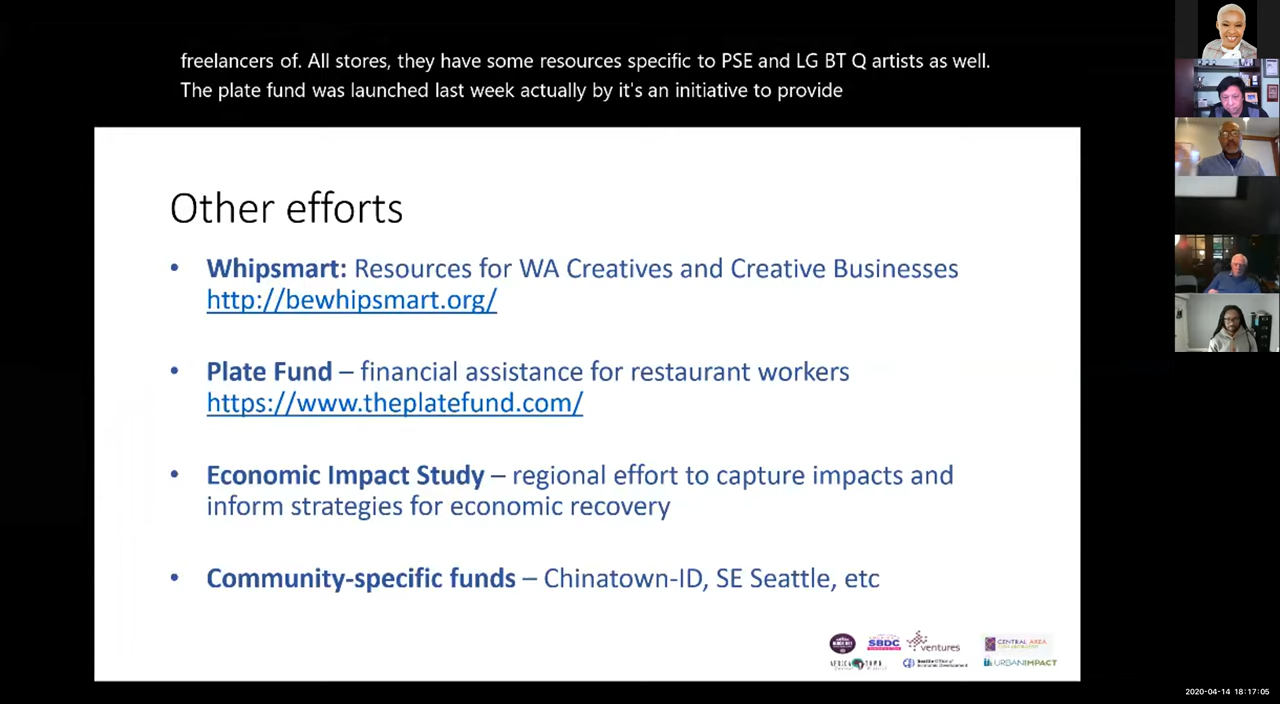 freelancers of. All stores, they have some resources specific to PSE and LG BT Q artists as well.
The plate fund was launched last week actually by it's an initiative to provide
Other efforts
• Whipsmart: Resources for WA Creatives and Creative Businesses
http://bewhipsmart.org/
• Plate Fund – financial assistance for restaurant workers
https://www.theplatefund.com/
• Economic Impact Study – regional effort to capture impacts and
inform strategies for economic recovery
• Community-specific funds – Chinatown-ID, SE Seattle, etc
SBDC
ventures
CENTRAL AREA
URBANIMPACT
2020-04-14 18:17:05